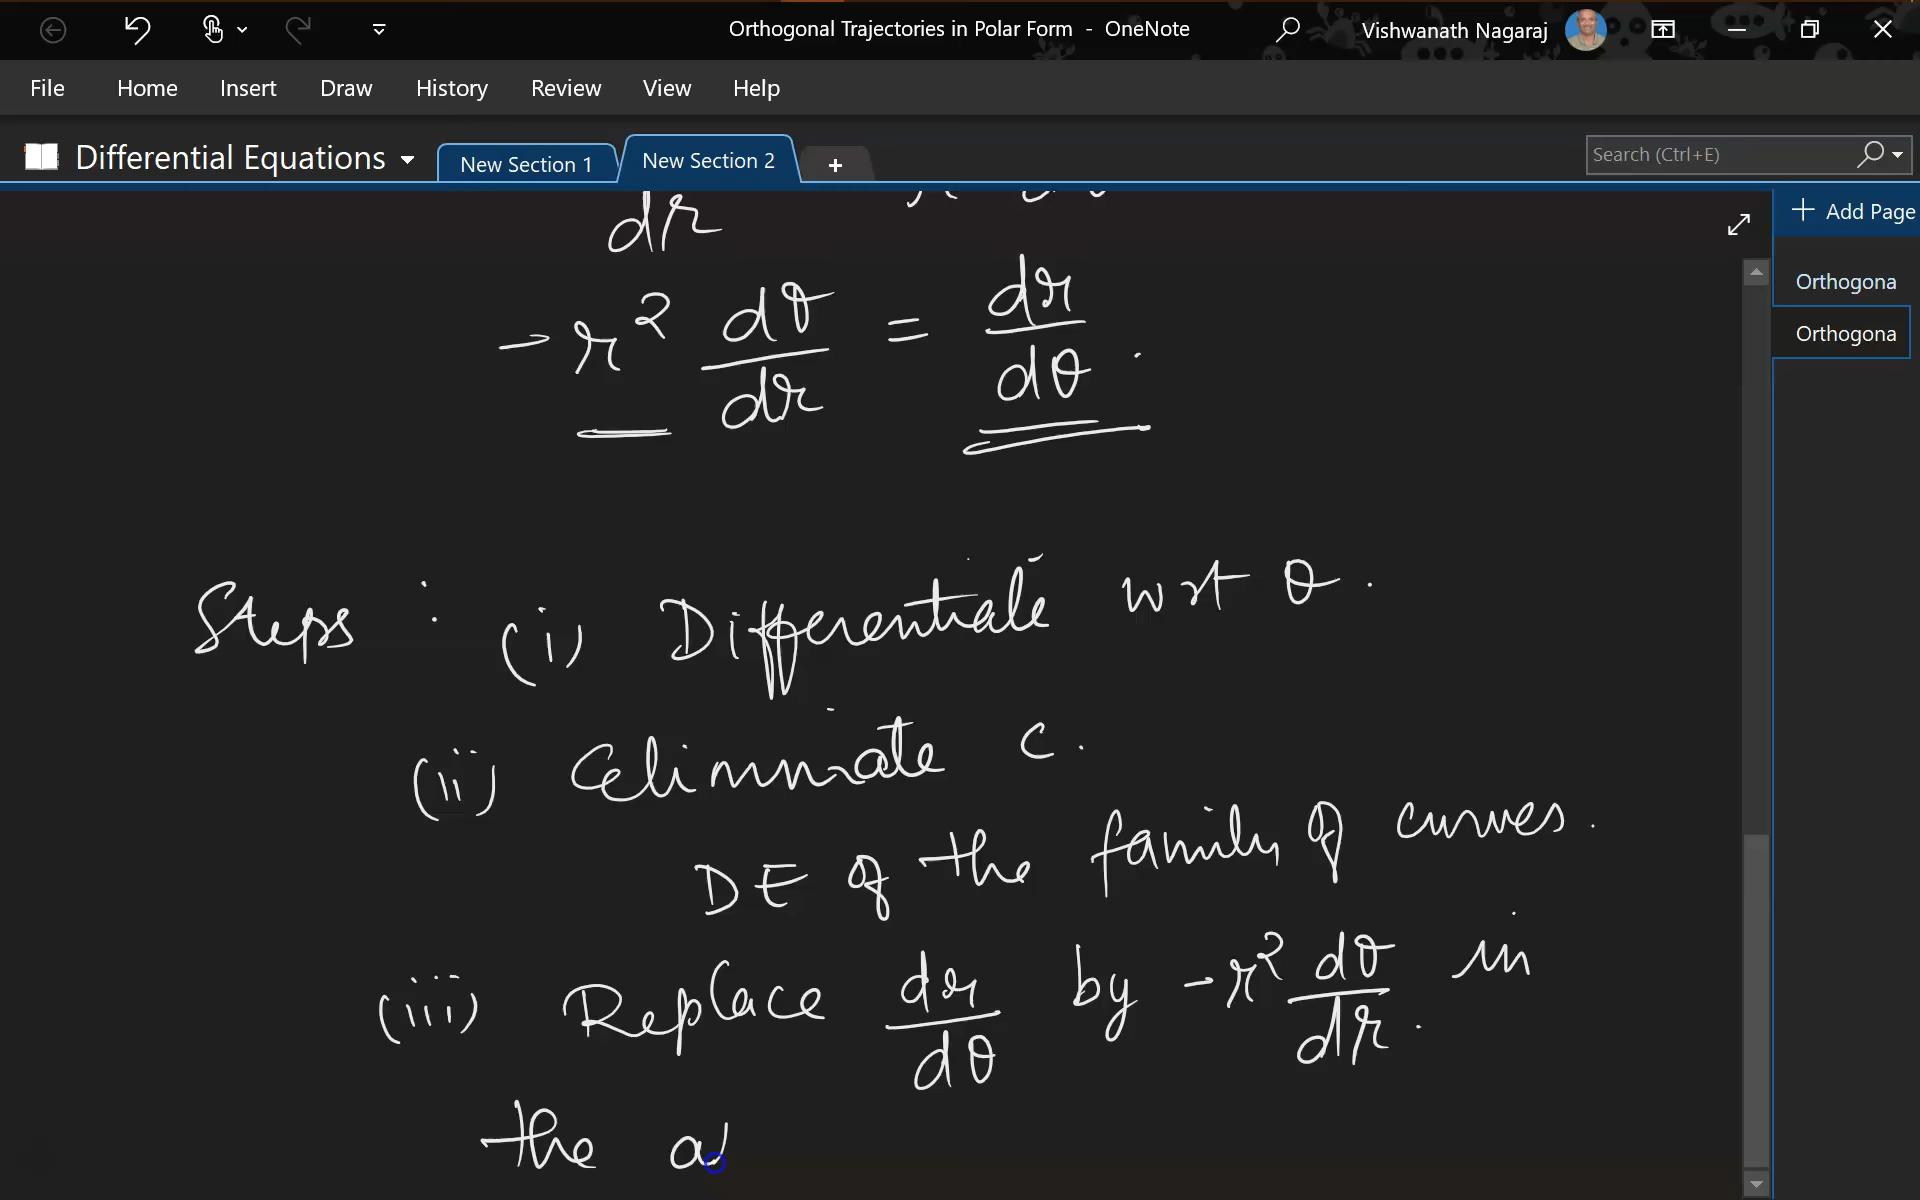 Orthogonal Trajectories in Polar Form - OneNote
Vishwanath Nagaraj
File Home Insert Draw History Review View Help
Differential Equations
New Section 1
New Section 2
+
Search (Ctrl+E)
+ Add Page
Orthogona
Orthogona
dr
-r² dθ/dr = dr/dθ.
Steps : (i) Differentiate wrt θ.
(ii) Eliminate c.
DE of the family of curves.
(iii) Replace dr/dθ by -r² dθ/dr. in
the